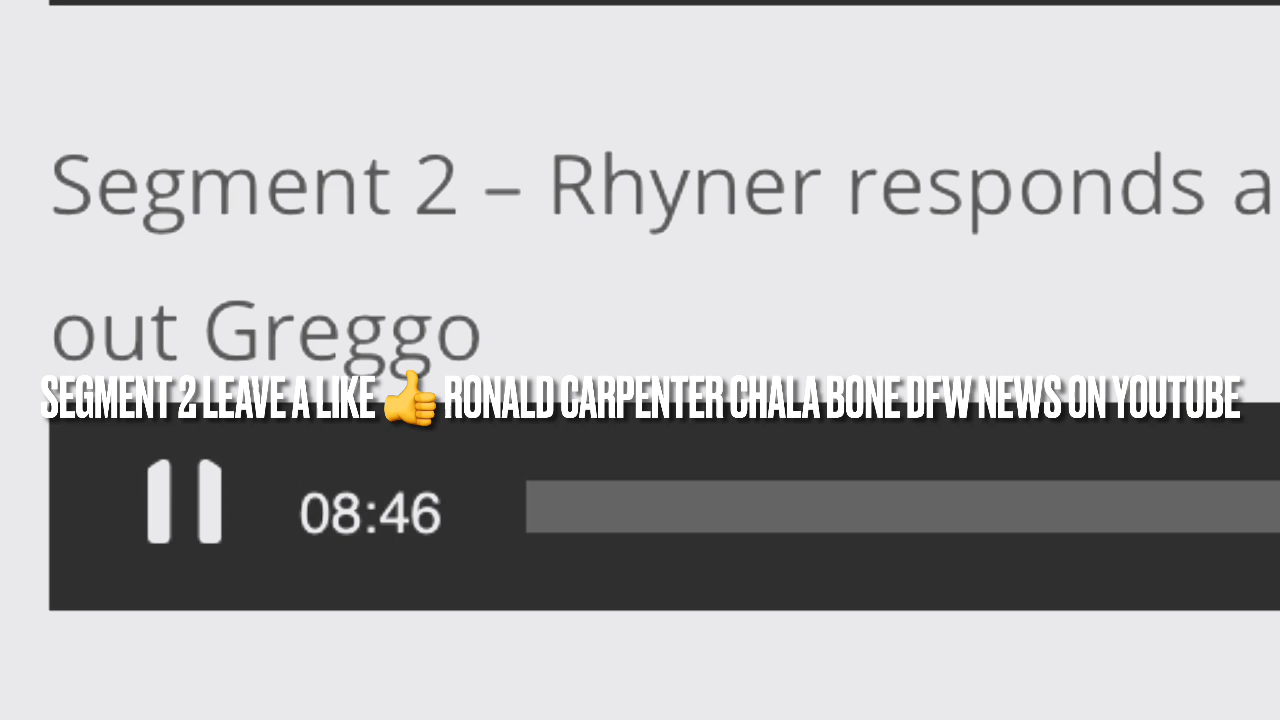 Segment 2 – Rhyner responds a
out Greggo
SEGMENT 2 LEAVE A LIKE 👍 RONALD CARPENTER CHALA BONE DFW NEWS ON YOUTUBE
08:46